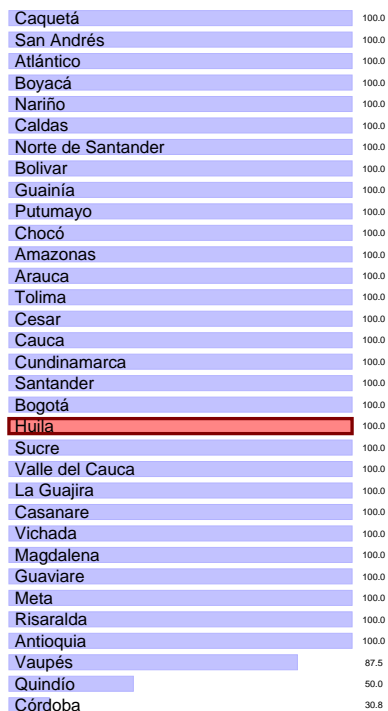 Caquetá 100.0
San Andrés 100.0
Atlántico 100.0
Boyacá 100.0
Nariño 100.0
Caldas 100.0
Norte de Santander 100.0
Bolivar 100.0
Guainía 100.0
Putumayo 100.0
Chocó 100.0
Amazonas 100.0
Arauca 100.0
Tolima 100.0
Cesar 100.0
Cauca 100.0
Cundinamarca 100.0
Santander 100.0
Bogotá 100.0
Huila 100.0
Sucre 100.0
Valle del Cauca 100.0
La Guajira 100.0
Casanare 100.0
Vichada 100.0
Magdalena 100.0
Guaviare 100.0
Meta 100.0
Risaralda 100.0
Antioquia 100.0
Vaupés 87.5
Quindío 50.0
Córdoba 30.8